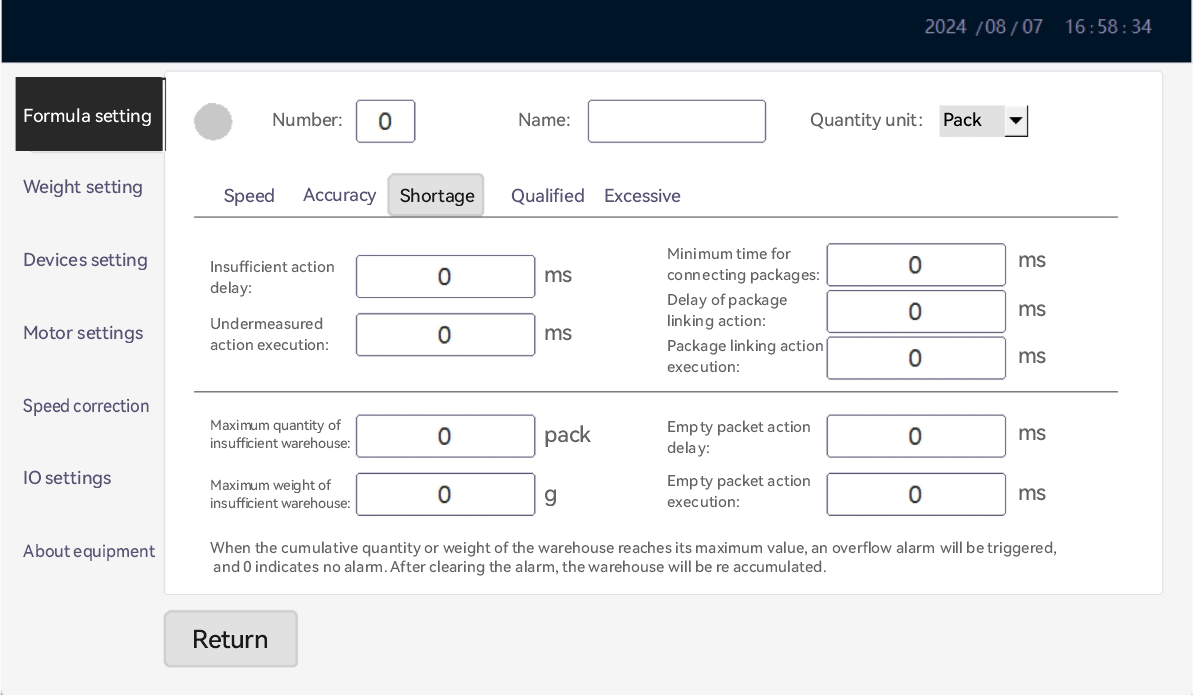 2024 /08/07 16:58:34
Formula setting
Number: 0 Name: Quantity unit: Pack
Weight setting
Speed Accuracy Shortage Qualified Excessive
Devices setting
Insufficient action
delay: 0 ms
Undermeasured
action execution: 0 ms
Minimum time for
connecting packages: 0 ms
Delay of package
linking action: 0 ms
Package linking action
execution: 0 ms
Motor settings
Speed correction
Maximum quantity of
insufficient warehouse: 0 pack
Maximum weight of
insufficient warehouse: 0 g
Empty packet action
delay: 0 ms
Empty packet action
execution: 0 ms
IO settings
About equipment
When the cumulative quantity or weight of the warehouse reaches its maximum value, an overflow alarm will be triggered,
and 0 indicates no alarm. After clearing the alarm, the warehouse will be re accumulated.
Return